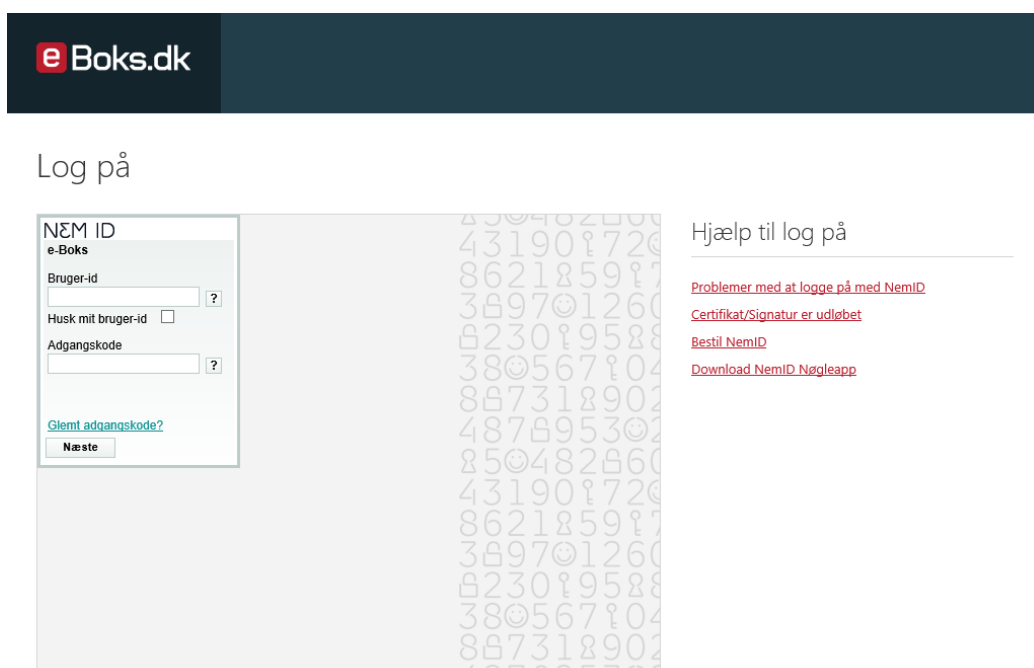 e Boks.dk
Log på
NΣM ID
e-Boks
Bruger-id
?
Husk mit bruger-id
Adgangskode
?
Glemt adgangskode?
Næste
Hjælp til log på
Problemer med at logge på med NemID
Certifikat/Signatur er udløbet
Bestil NemID
Download NemID Nøgleapp